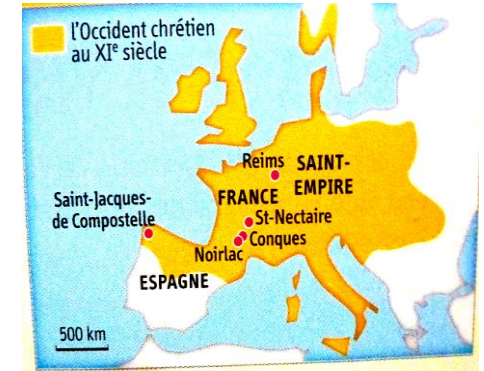 l'Occident chrétien
au XIe siècle
Reims
SAINT-
EMPIRE
FRANCE
Saint-Jacques-
de Compostelle
St-Nectaire
Conques
Noirlac
ESPAGNE
500 km